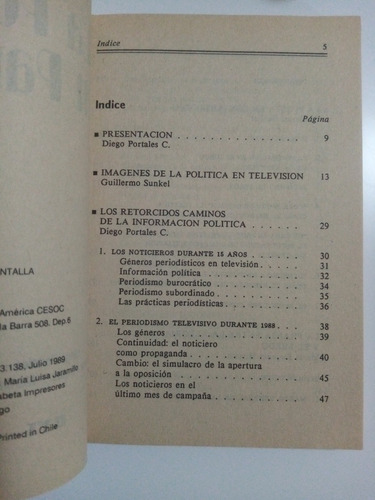 NTALLA
América CESOC
la Barra 508. Dep.6
3.138, Julio 1989
María Luisa Jaramillo
abeta Impresores
go
Printed in Chile
Indice 5
Indice
Página
■ PRESENTACION . . . . . . . . . . . . . . 9
Diego Portales C.
■ IMAGENES DE LA POLITICA EN TELEVISION 13
Guillermo Sunkel
■ LOS RETORCIDOS CAMINOS
DE LA INFORMACION POLITICA . . . . . . 29
Diego Portales C.
1. LOS NOTICIEROS DURANTE 15 AÑOS . . 30
Géneros periodísticos en televisión . . . 31
Información política . . . . . . . . . . 32
Periodismo burocrático . . . . . . . . . 34
Periodismo subordinado . . . . . . . . . 35
Las prácticas periodísticas . . . . . . . 36
2. EL PERIODISMO TELEVISIVO DURANTE 1988 . . 38
Los géneros . . . . . . . . . . . . . . 39
Continuidad: el noticiero
como propaganda . . . . . . . . . . . . 40
Cambio: el simulacro de la apertura
a la oposición . . . . . . . . . . . . . 45
Los noticieros en el
último mes de campaña . . . . . . . . . 47